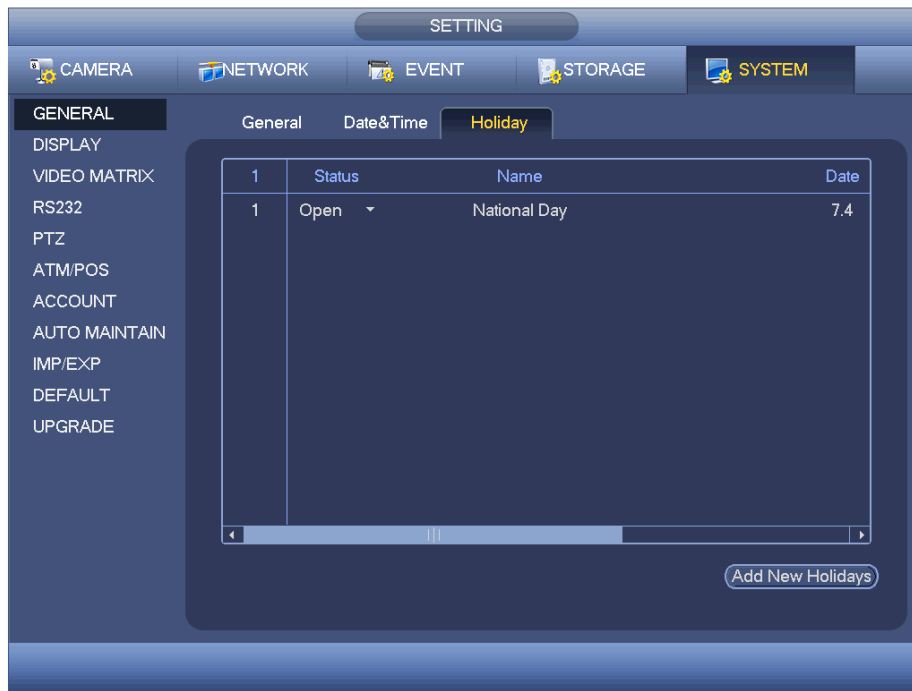 SETTING
CAMERA NETWORK EVENT STORAGE SYSTEM
GENERAL
DISPLAY
VIDEO MATRIX
RS232
PTZ
ATM/POS
ACCOUNT
AUTO MAINTAIN
IMP/EXP
DEFAULT
UPGRADE
General Date&Time Holiday
1 Status Name Date
1 Open National Day 7.4
Add New Holidays